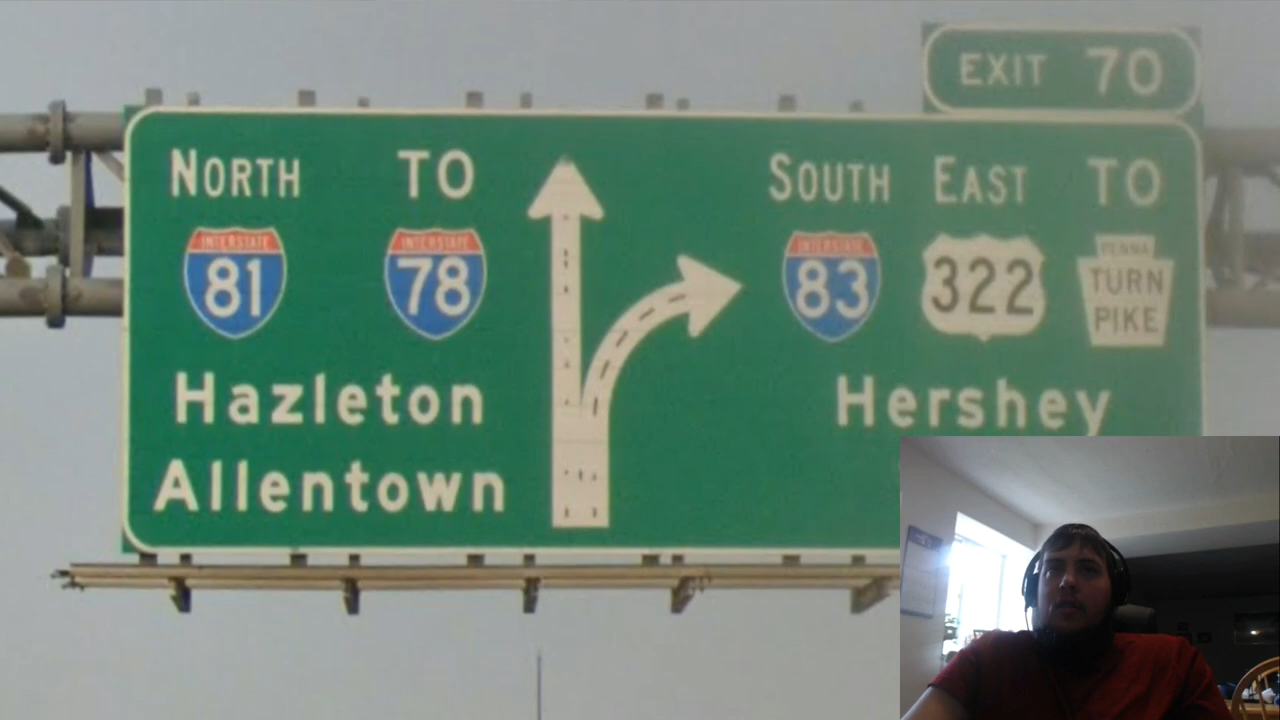 EXIT 70
NORTH TO
INTERSTATE 81
INTERSTATE 78
Hazleton
Allentown
SOUTH EAST TO
INTERSTATE 83
322
PENNA TURN PIKE
Hershey